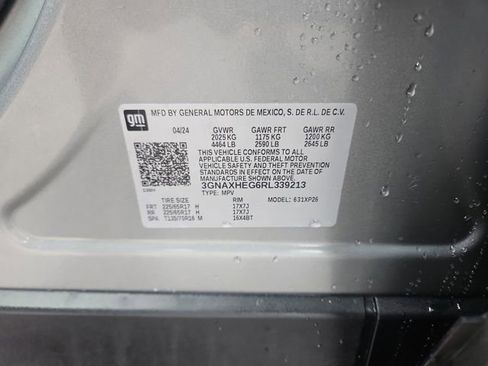 gm
MFD BY GENERAL MOTORS DE MEXICO, S. DE R.L. DE C.V.
04/24 GVWR GAWR FRT GAWR RR
2025 KG 1175 KG 1200 KG
4464 LB 2590 LB 2645 LB
THIS VEHICLE CONFORMS TO ALL
APPLICABLE U.S. FEDERAL MOTOR
VEHICLE SAFETY AND THEFT PREVENTION
STANDARDS IN EFFECT ON THE DATE OF
MANUFACTURE SHOWN ABOVE.
3GNAXHEG6RL339213
TYPE: MPV
TIRE SIZE RIM MODEL: 631XP26
FRT 225/65R17 H 17X7J
RR 225/65R17 H 17X7J
SPA T135/70R16 M 16X4BT